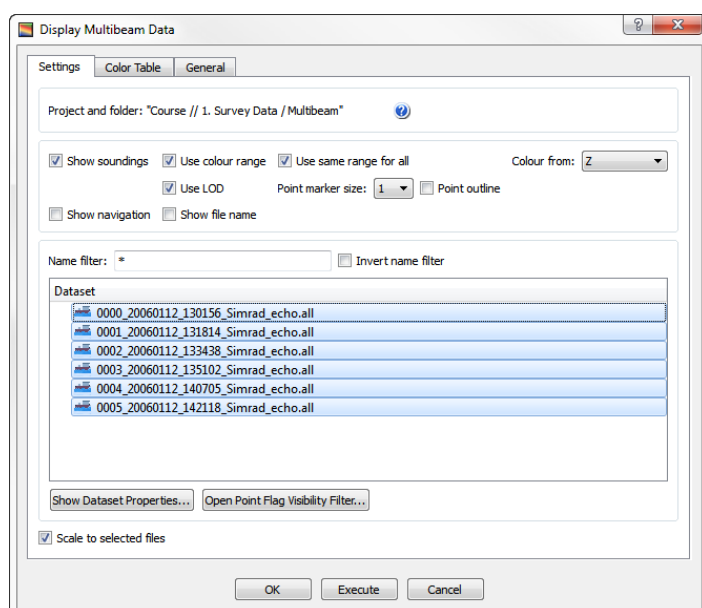 Display Multibeam Data
Settings Color Table General
Project and folder: "Course // 1. Survey Data / Multibeam" ?
Show soundings Use colour range Use same range for all Colour from: Z
Use LOD Point marker size: 1 Point outline
Show navigation Show file name
Name filter: * Invert name filter
Dataset
0000_20060112_130156_Simrad_echo.all
0001_20060112_131814_Simrad_echo.all
0002_20060112_133438_Simrad_echo.all
0003_20060112_135102_Simrad_echo.all
0004_20060112_140705_Simrad_echo.all
0005_20060112_142118_Simrad_echo.all
Show Dataset Properties... Open Point Flag Visibility Filter...
Scale to selected files
OK Execute Cancel